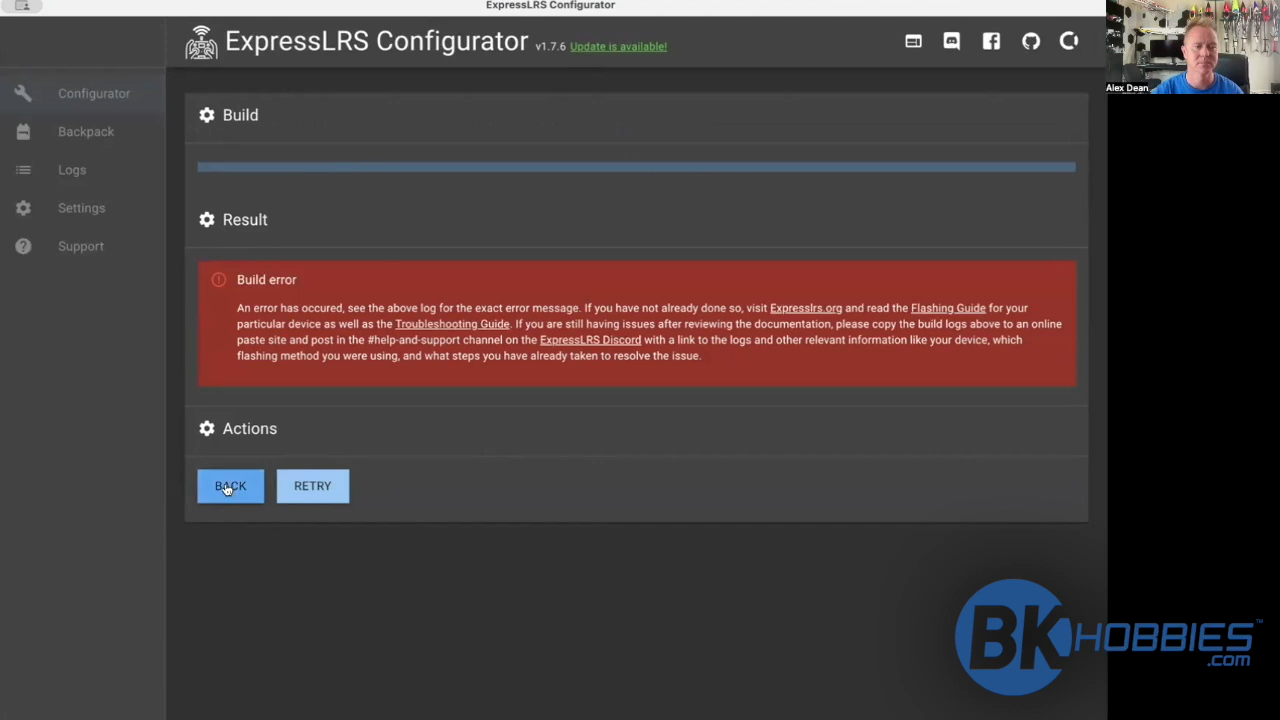 ExpressLRS Configurator
ExpressLRS Configurator v1.7.6 Update is available!
Alex Dean
Configurator
Backpack
Logs
Settings
Support
Build
Result
Build error
An error has occured, see the above log for the exact error message. If you have not already done so, visit Expresslrs.org and read the Flashing Guide for your
particular device as well as the Troubleshooting Guide. If you are still having issues after reviewing the documentation, please copy the build logs above to an online
paste site and post in the #help-and-support channel on the ExpressLRS Discord with a link to the logs and other relevant information like your device, which
flashing method you were using, and what steps you have already taken to resolve the issue.
Actions
BACK
RETRY
BK HOBBIES™
.com